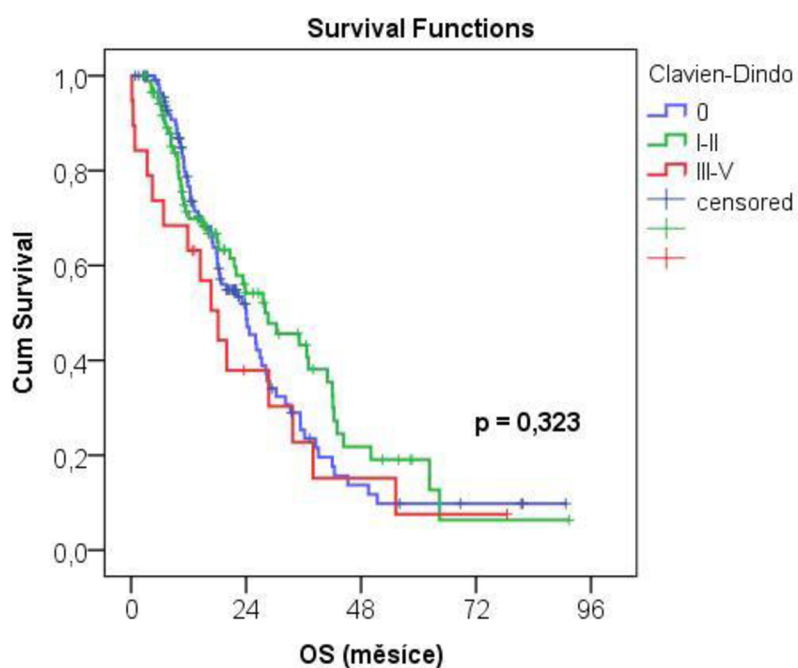 Survival Functions
Clavien-Dindo
0
I-II
III-V
censored
1,0
0,8
0,6
0,4
0,2
0,0
Cum Survival
p = 0,323
0 24 48 72 96
OS (měsíce)